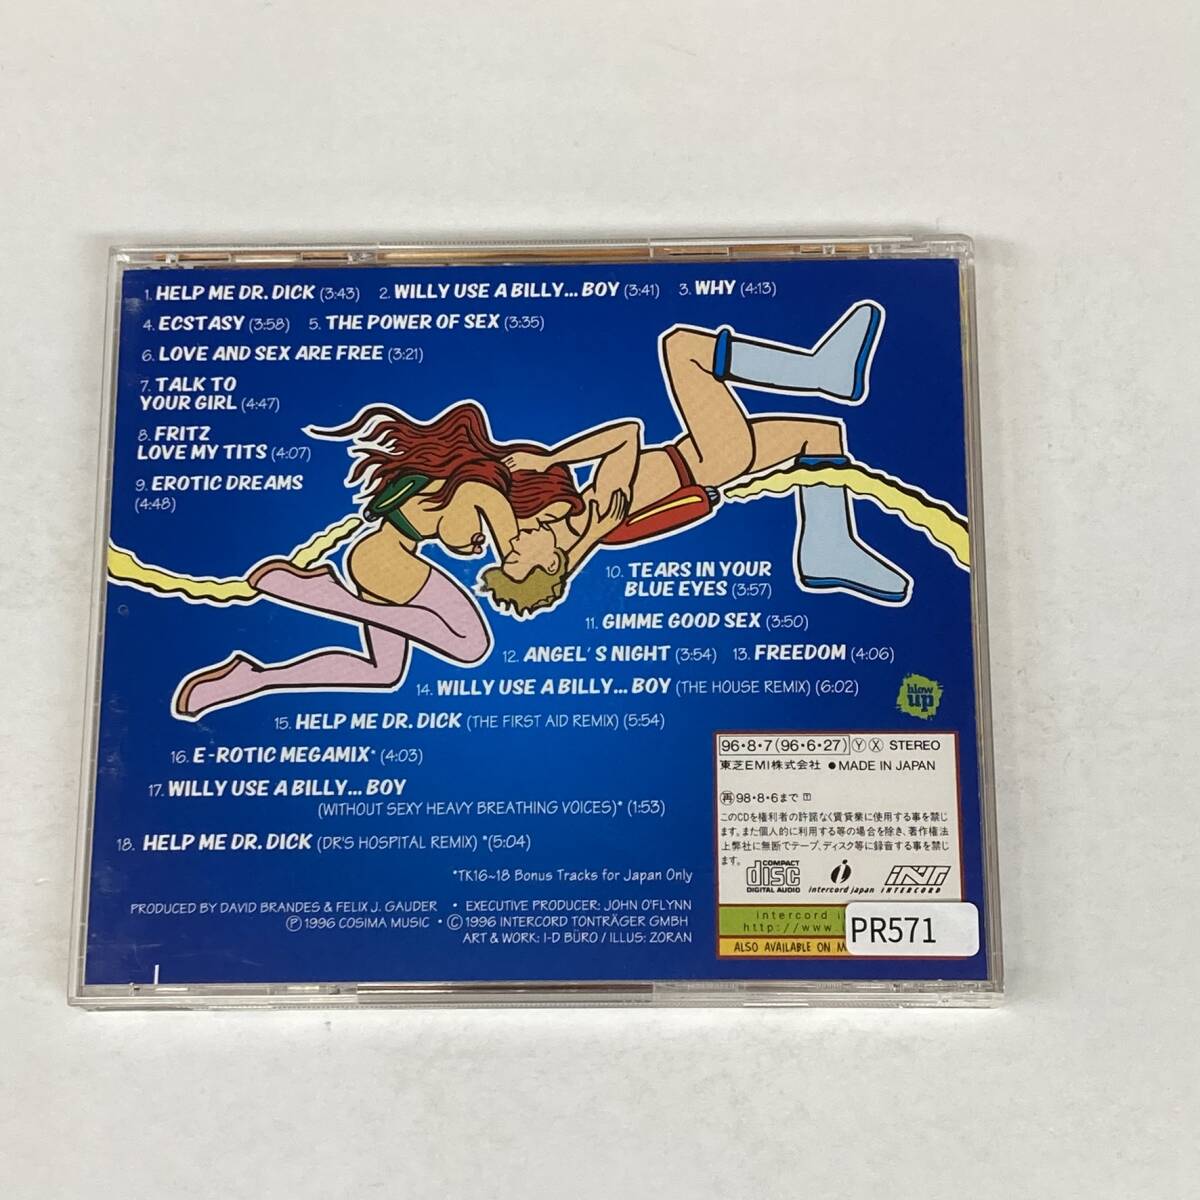 1. HELP ME DR. DICK (3:43) 2. WILLY USE A BILLY... BOY (3:41) 3. WHY (4:13)
4. ECSTASY (3:58) 5. THE POWER OF SEX (3:35)
6. LOVE AND SEX ARE FREE (3:21)
7. TALK TO
YOUR GIRL (4:47)
8. FRITZ
LOVE MY TITS (4:07)
9. EROTIC DREAMS
(4:48)
10. TEARS IN YOUR
BLUE EYES (3:57)
11. GIMME GOOD SEX (3:50)
12. ANGEL'S NIGHT (3:54) 13. FREEDOM (4:06)
14. WILLY USE A BILLY... BOY (THE HOUSE REMIX) (6:02)
15. HELP ME DR. DICK (THE FIRST AID REMIX) (5:54)
16. E-ROTIC MEGAMIX* (4:03)
17. WILLY USE A BILLY... BOY
(WITHOUT SEXY HEAVY BREATHING VOICES)* (1:53)
18. HELP ME DR. DICK (DR'S HOSPITAL REMIX) *(5:04)
*TK16~18 Bonus Tracks for Japan Only
PRODUCED BY DAVID BRANDES & FELIX J. GAUDER • EXECUTIVE PRODUCER: JOHN O'FLYNN
Ⓟ 1996 COSIMA MUSIC • Ⓒ 1996 INTERCORD TONTRÄGER GMBH
ART & WORK: I-D BÜRO / ILLUS: ZORAN
blow
up
96・8・7 (96・6・27) Ⓨ Ⓧ STEREO
東芝EMI株式会社 ● MADE IN JAPAN
再 98・8・6まで
このCDを権利者の許諾なく賃貸業に使用する事を禁じ
ます。また個人的に利用する等の場合を除き、著作権法
上弊社に無断でテープ、ディスク等に録音する事を禁じ
ます。
COMPACT
disc
DIGITAL AUDIO
intercord japan
INTERCORD
intercord
http://www.
ALSO AVAILABLE ON
PR571